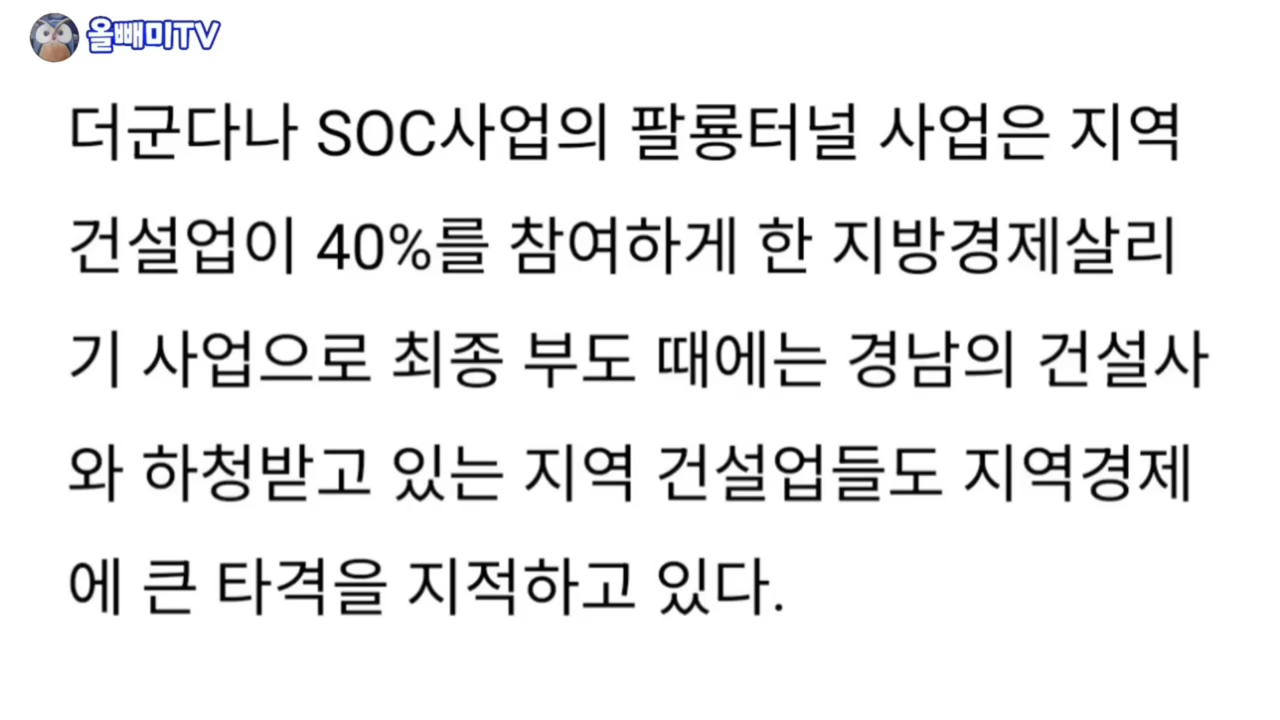 올빼미TV
더군다나 SOC사업의 팔룡터널 사업은 지역
건설업이 40%를 참여하게 한 지방경제살리
기 사업으로 최종 부도 때에는 경남의 건설사
와 하청받고 있는 지역 건설업들도 지역경제
에 큰 타격을 지적하고 있다.